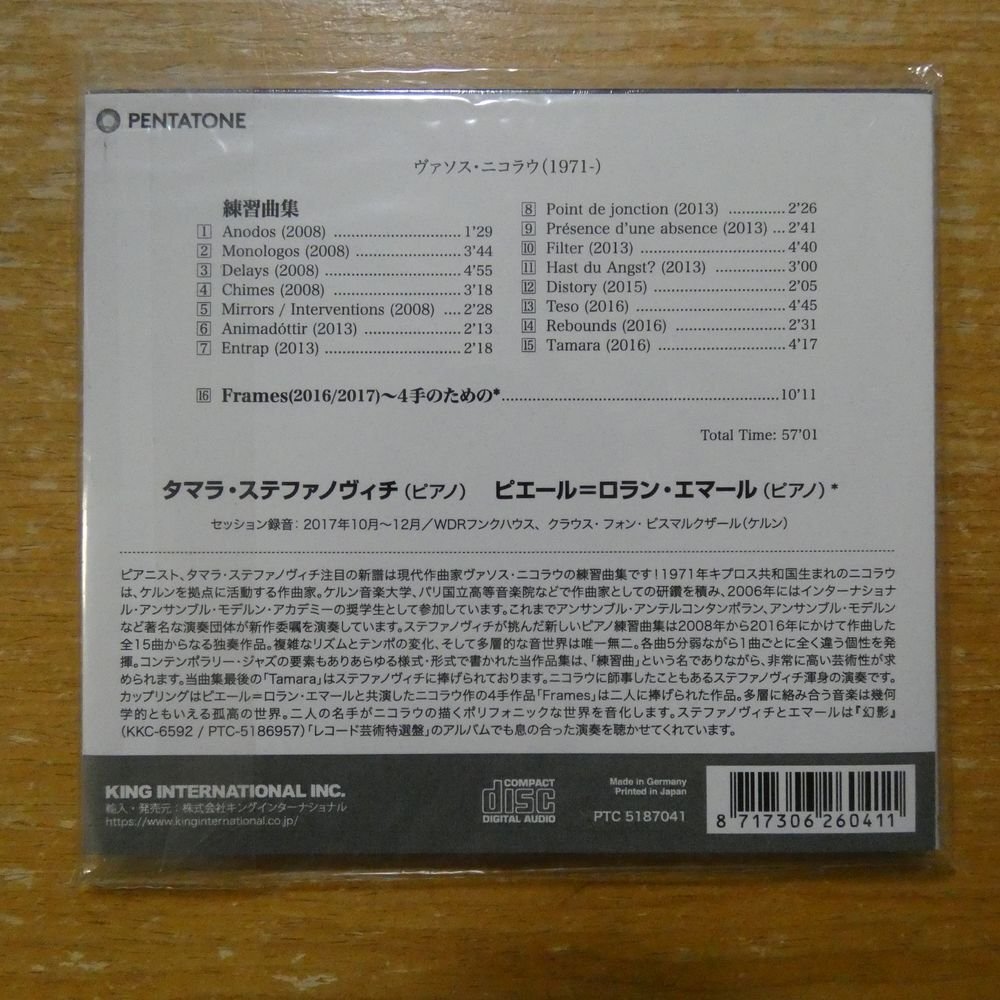 PENTATONE
ヴァソス・ニコラウ(1971-)
練習曲集
1 Anodos (2008) ........................... 1'29
2 Monologos (2008) ...................... 3'44
3 Delays (2008) ............................ 4'55
4 Chimes (2008) ........................... 3'18
5 Mirrors / Interventions (2008) .... 2'28
6 Animadóttir (2013) .................... 2'13
7 Entrap (2013) ............................. 2'18
8 Point de jonction (2013) ............ 2'26
9 Présence d'une absence (2013) ... 2'41
10 Filter (2013) .............................. 4'40
11 Hast du Angst? (2013) ............... 3'00
12 Distory (2015) ........................... 2'05
13 Teso (2016) ............................... 4'45
14 Rebounds (2016) ....................... 2'31
15 Tamara (2016) ........................... 4'17
16 Frames(2016/2017)～4手のための*............................................................10'11
Total Time: 57'01
タマラ・ステファノヴィチ(ピアノ) ピエール＝ロラン・エマール(ピアノ)*
セッション録音：2017年10月～12月／WDRフンクハウス、クラウス・フォン・ビスマルクザール(ケルン)
ピアニスト、タマラ・ステファノヴィチ注目の新譜は現代作曲家ヴァソス・ニコラウの練習曲集です！1971年キプロス共和国生まれのニコラウ
は、ケルンを拠点に活動する作曲家。ケルン音楽大学、パリ国立高等音楽院などで作曲家としての研鑽を積み、2006年にはインターナショナ
ル・アンサンブル・モデルン・アカデミーの奨学生として参加しています。これまでアンサンブル・アンテルコンタンポラン、アンサンブル・モデルン
など著名な演奏団体が新作委嘱を演奏しています。ステファノヴィチが挑んだ新しいピアノ練習曲集は2008年から2016年にかけて作曲した
全15曲からなる独奏作品。複雑なリズムとテンポの変化、そして多層的な音世界は唯一無二。各曲5分弱ながら1曲ごとに全く違う個性を発
揮。コンテンポラリー・ジャズの要素もありあらゆる様式・形式で書かれた当作品集は、「練習曲」という名でありながら、非常に高い芸術性が求
められます。当曲集最後の「Tamara」はステファノヴィチに捧げられております。ニコラウに師事したこともあるステファノヴィチ渾身の演奏です。
カップリングはピエール＝ロラン・エマールと共演したニコラウ作の4手作品「Frames」は二人に捧げられた作品。多層に絡み合う音楽は幾何
学的ともいえる孤高の世界。二人の名手がニコラウの描くポリフォニックな世界を音化します。ステファノヴィチとエマールは『幻影』
(KKC-6592 / PTC-5186957)「レコード芸術特選盤」のアルバムでも息の合った演奏を聴かせてくれています。
KING INTERNATIONAL INC.
輸入・発売元：株式会社キングインターナショナル
https://www.kinginternational.co.jp/
COMPACT
disc
DIGITAL AUDIO
Made in Germany
Printed in Japan
PTC 5187041
8 717306 260411